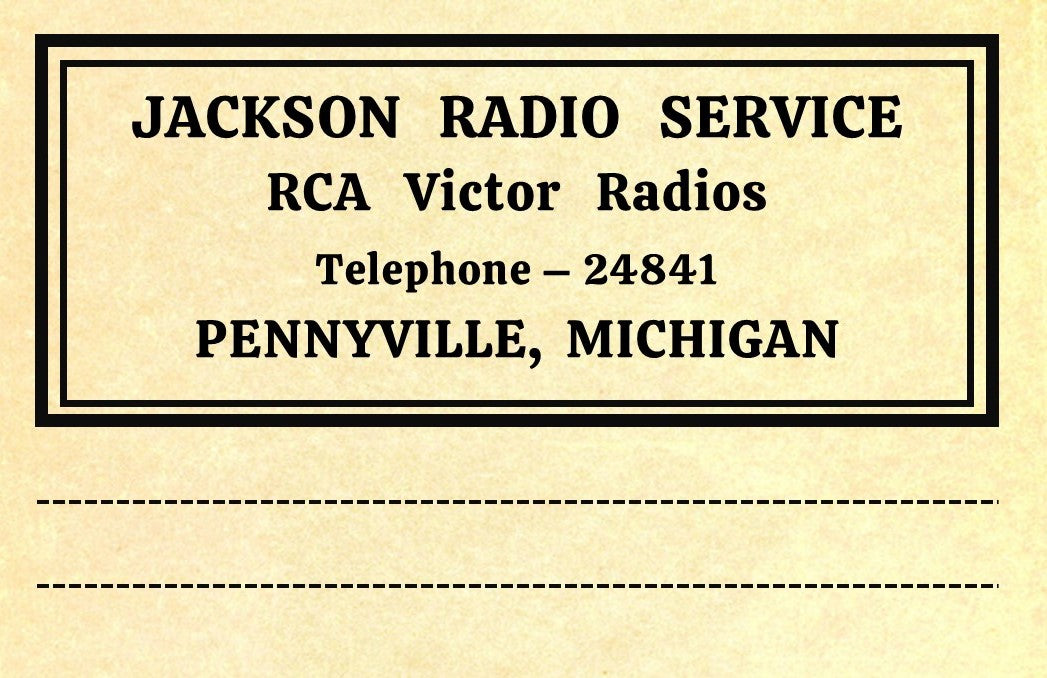 JACKSON RADIO SERVICE
RCA Victor Radios
Telephone – 24841
PENNYVILLE, MICHIGAN